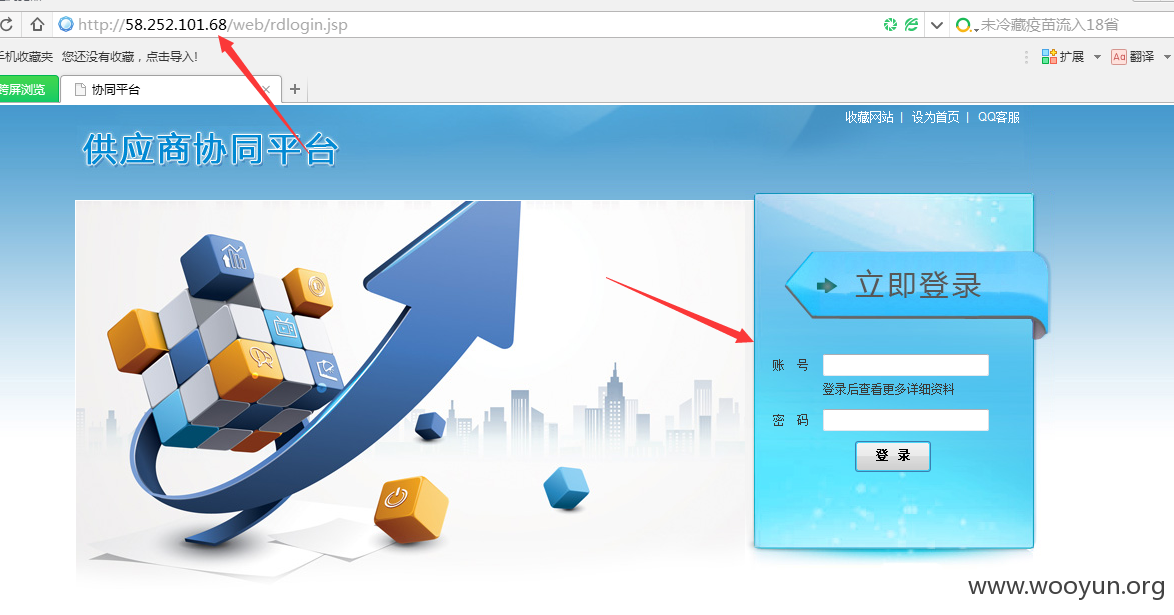 http://58.252.101.68/web/rdlogin.jsp
未冷藏疫苗流入18省
手机收藏夹 您还没有收藏，点击导入!
扩展
Aa 翻译
跨屏浏览
协同平台
收藏网站 | 设为首页 | QQ客服
供应商协同平台
立即登录
账 号
登录后查看更多详细资料
密 码
登 录
www.wooyun.org